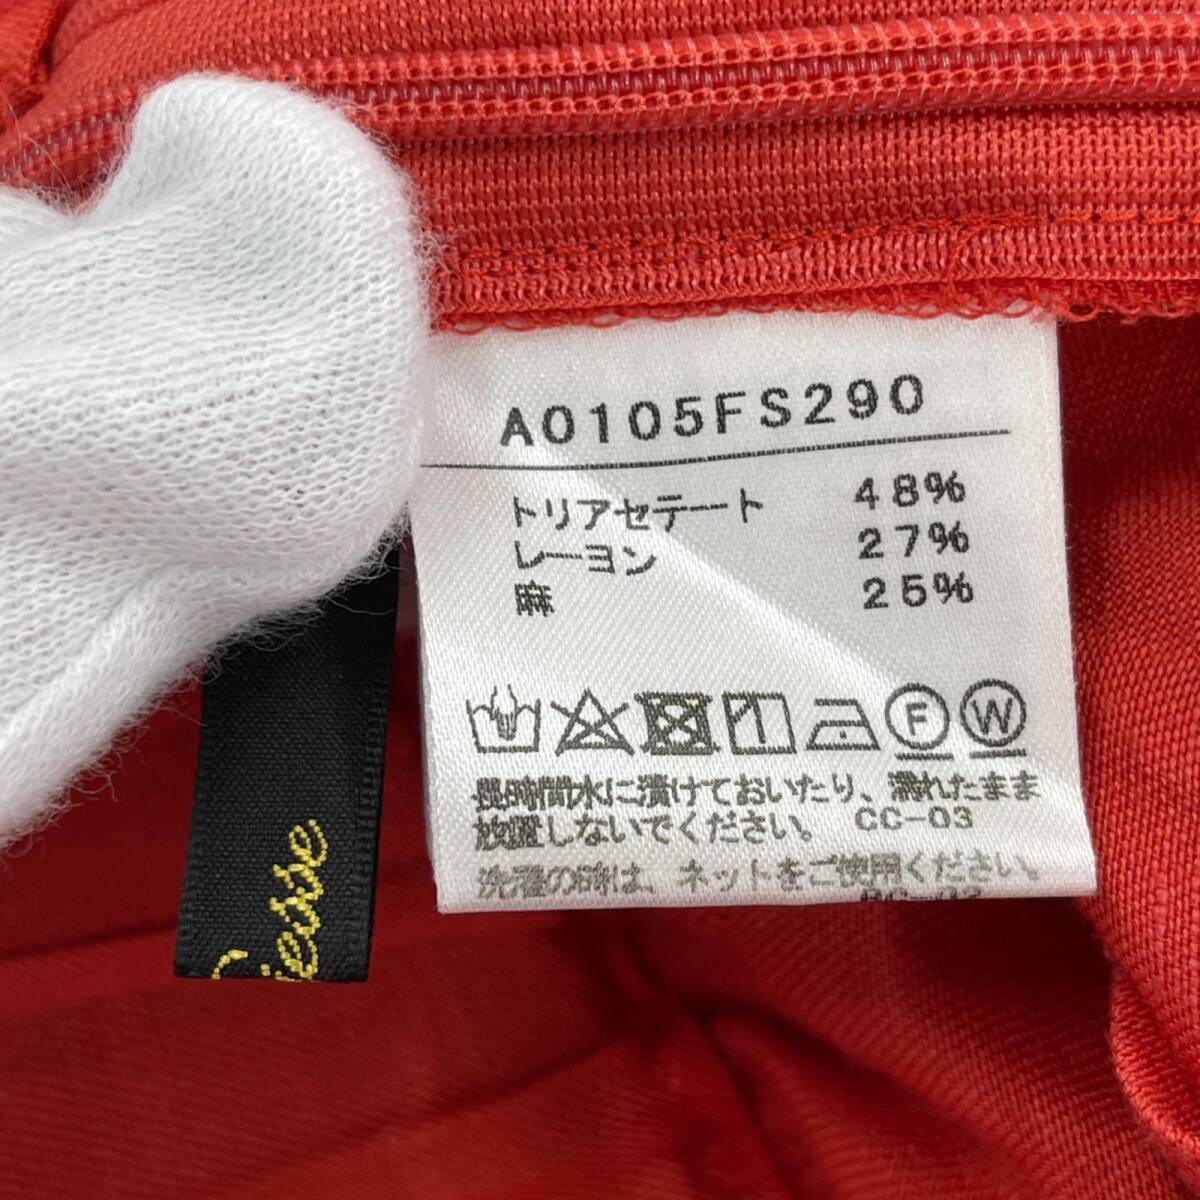 A0105FS290
トリアセテート 48%
レーヨン 27%
麻 25%
F W
長時間水に漬けておいたり、濡れたまま
放置しないでください。 CC-03
洗濯の時は、ネットをご使用ください。